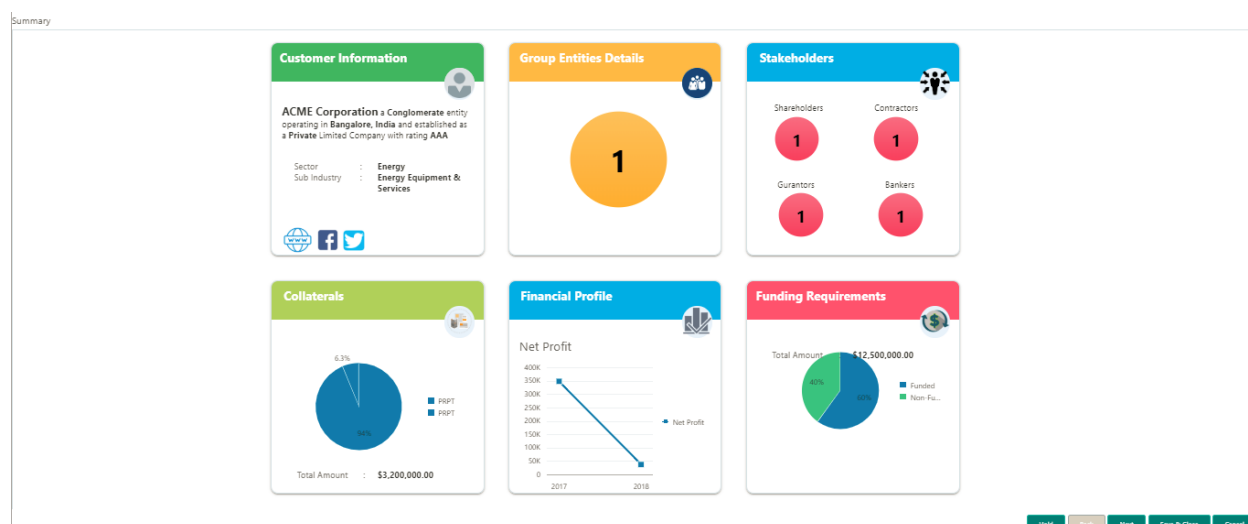 Summary
Customer Information
ACME Corporation a Conglomerate entity
operating in Bangalore, India and established as
a Private Limited Company with rating AAA
Sector : Energy
Sub Industry : Energy Equipment &
Services
www
Group Entities Details
1
Stakeholders
Shareholders Contractors
1 1
Gurantors Bankers
1 1
Collaterals
6.3%
94%
PRPT
PRPT
Total Amount : $3,200,000.00
Financial Profile
Net Profit
400K
350K
300K
250K
200K
150K
100K
50K
0
2017 2018
Net Profit
Funding Requirements
Total Amount $12,500,000.00
40%
60%
Funded
Non-Fu...
Hold Next Save & Close Cancel